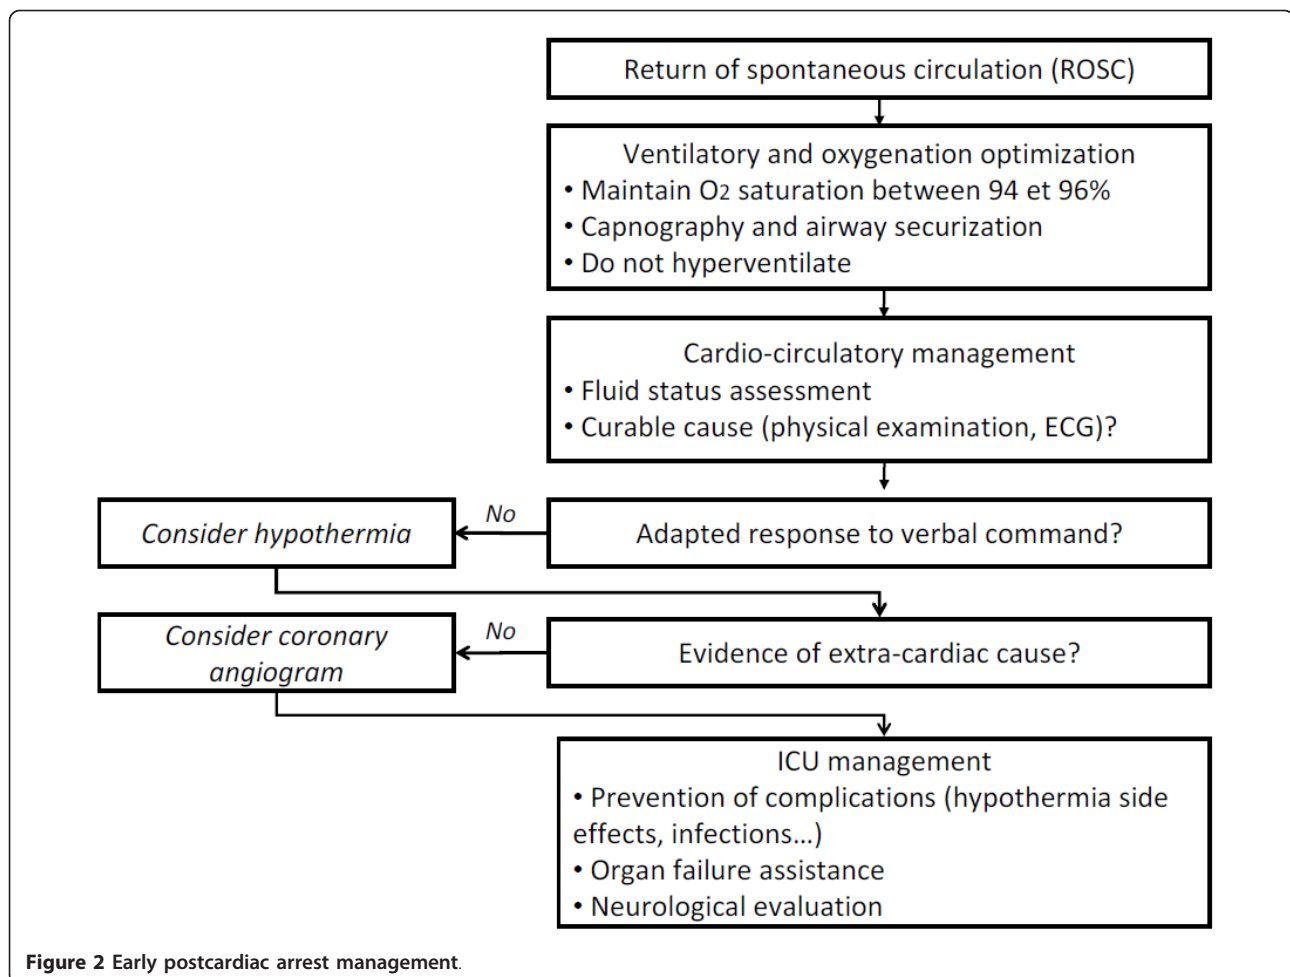 Return of spontaneous circulation (ROSC)
Ventilatory and oxygenation optimization
• Maintain O2 saturation between 94 et 96%
• Capnography and airway securization
• Do not hyperventilate
Cardio-circulatory management
• Fluid status assessment
• Curable cause (physical examination, ECG)?
Consider hypothermia
No
Adapted response to verbal command?
Consider coronary
angiogram
No
Evidence of extra-cardiac cause?
ICU management
• Prevention of complications (hypothermia side
effects, infections…)
• Organ failure assistance
• Neurological evaluation
Figure 2 Early postcardiac arrest management.